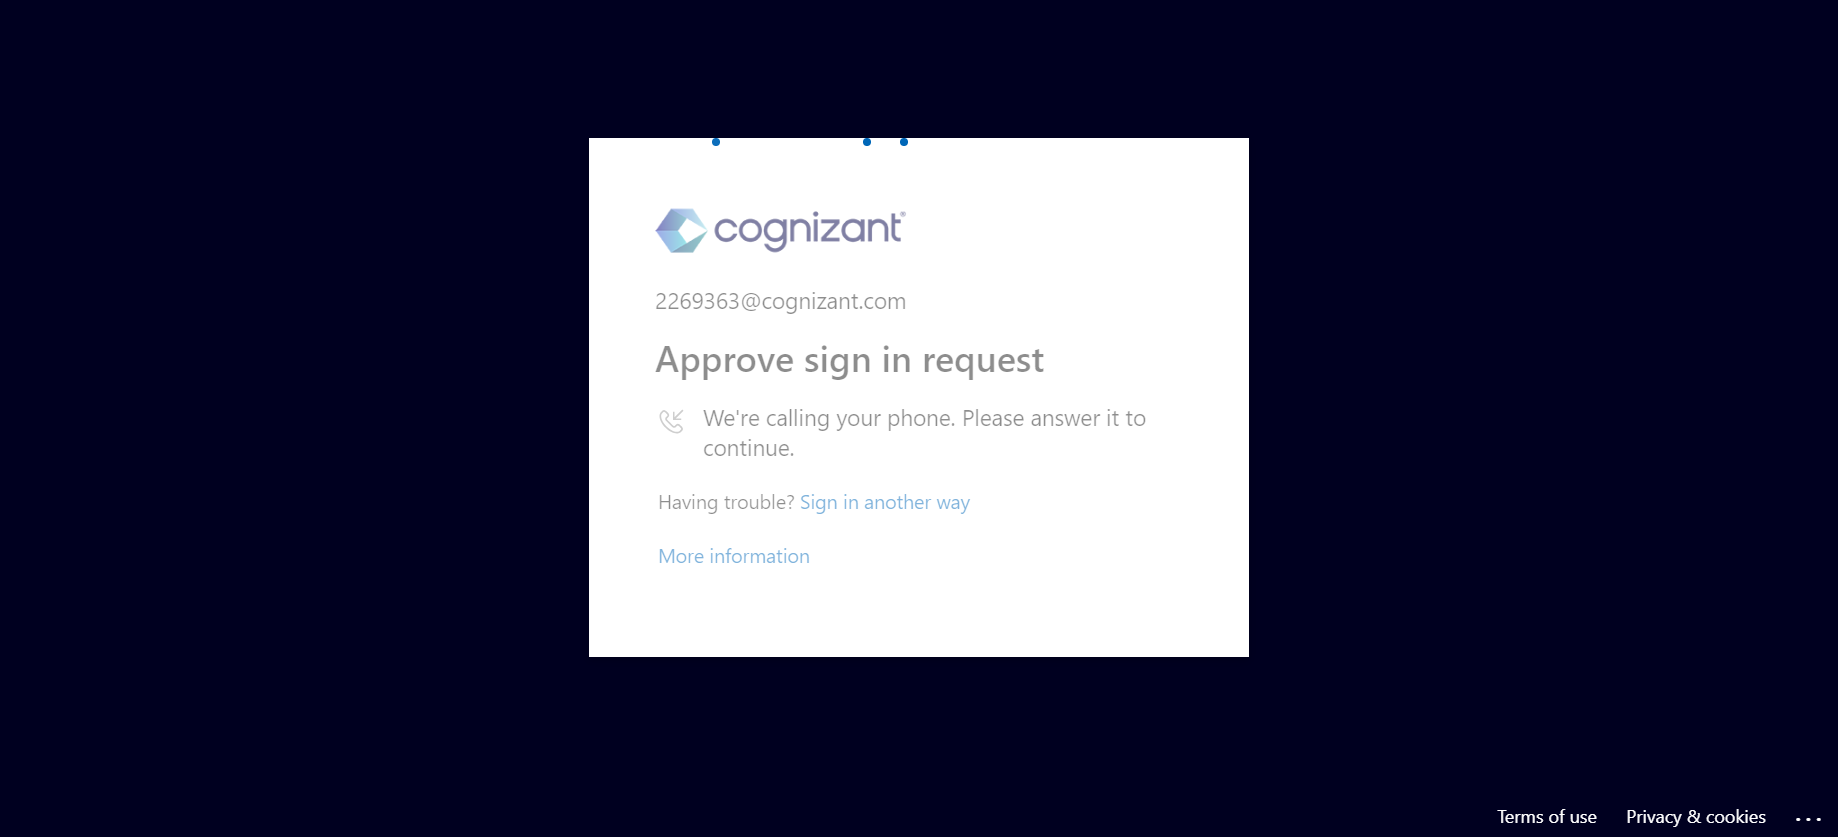 cognizant®
2269363@cognizant.com
Approve sign in request
We're calling your phone. Please answer it to
continue.
Having trouble? Sign in another way
More information
Terms of use Privacy & cookies ...